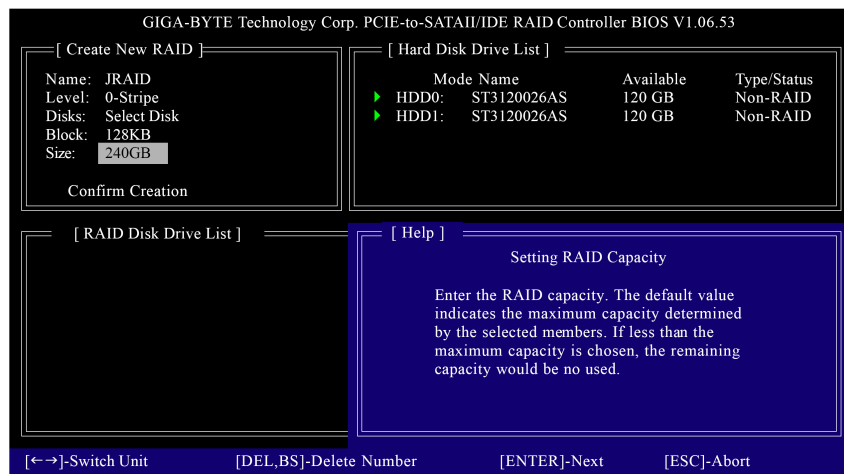 GIGA-BYTE Technology Corp. PCIE-to-SATAII/IDE RAID Controller BIOS V1.06.53
[ Create New RAID ]
Name: JRAID
Level: 0-Stripe
Disks: Select Disk
Block: 128KB
Size: 240GB
Confirm Creation
[ Hard Disk Drive List ]
Mode Name Available Type/Status
HDD0: ST3120026AS 120 GB Non-RAID
HDD1: ST3120026AS 120 GB Non-RAID
[ RAID Disk Drive List ]
[ Help ]
Setting RAID Capacity
Enter the RAID capacity. The default value
indicates the maximum capacity determined
by the selected members. If less than the
maximum capacity is chosen, the remaining
capacity would be no used.
[←→]-Switch Unit [DEL,BS]-Delete Number [ENTER]-Next [ESC]-Abort